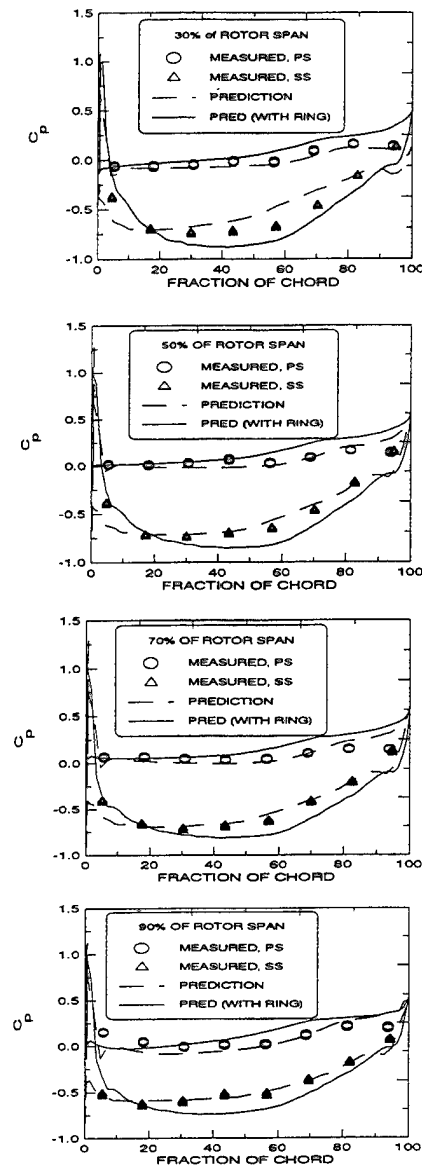 30% of ROTOR SPAN
MEASURED, PS
MEASURED, SS
PREDICTION
PRED (WITH RING)
1.5
1.0
0.5
0.0
-0.5
-1.0
Cp
0 20 40 60 80 100
FRACTION OF CHORD
50% OF ROTOR SPAN
MEASURED, PS
MEASURED, SS
PREDICTION
PRED (WITH RING)
1.5
1.0
0.5
0.0
-0.5
-1.0
Cp
0 20 40 60 80 100
FRACTION OF CHORD
70% OF ROTOR SPAN
MEASURED, PS
MEASURED, SS
PREDICTION
PRED (WITH RING)
1.5
1.0
0.5
0.0
-0.5
-1.0
Cp
0 20 40 60 80 100
FRACTION OF CHORD
90% OF ROTOR SPAN
MEASURED, PS
MEASURED, SS
PREDICTION
PRED (WITH RING)
1.5
1.0
0.5
0.0
-0.5
-1.0
Cp
0 20 40 60 80 100
FRACTION OF CHORD